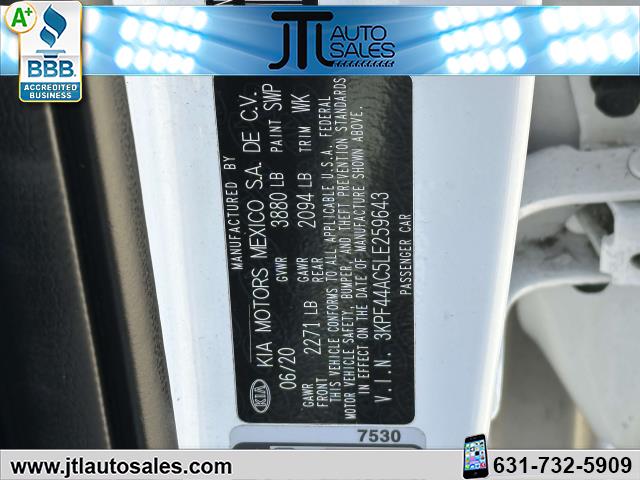 A+
BBB
ACCREDITED
BUSINESS
JTL AUTO
SALES
MANUFACTURED BY
KIA KIA MOTORS MEXICO S.A. DE C.V.
06/20 GVWR 3880 LB PAINT SWP
GAWR FRONT 2271 LB GAWR REAR 2094 LB TRIM WK
THIS VEHICLE CONFORMS TO ALL APPLICABLE U.S.A. FEDERAL
MOTOR VEHICLE SAFETY, BUMPER, AND THEFT PREVENTION STANDARDS
IN EFFECT ON THE DATE OF MANUFACTURE SHOWN ABOVE.
V.I.N. 3KPF44AC5LE259643
PASSENGER CAR
7530
www.jtlautosales.com
631-732-5909